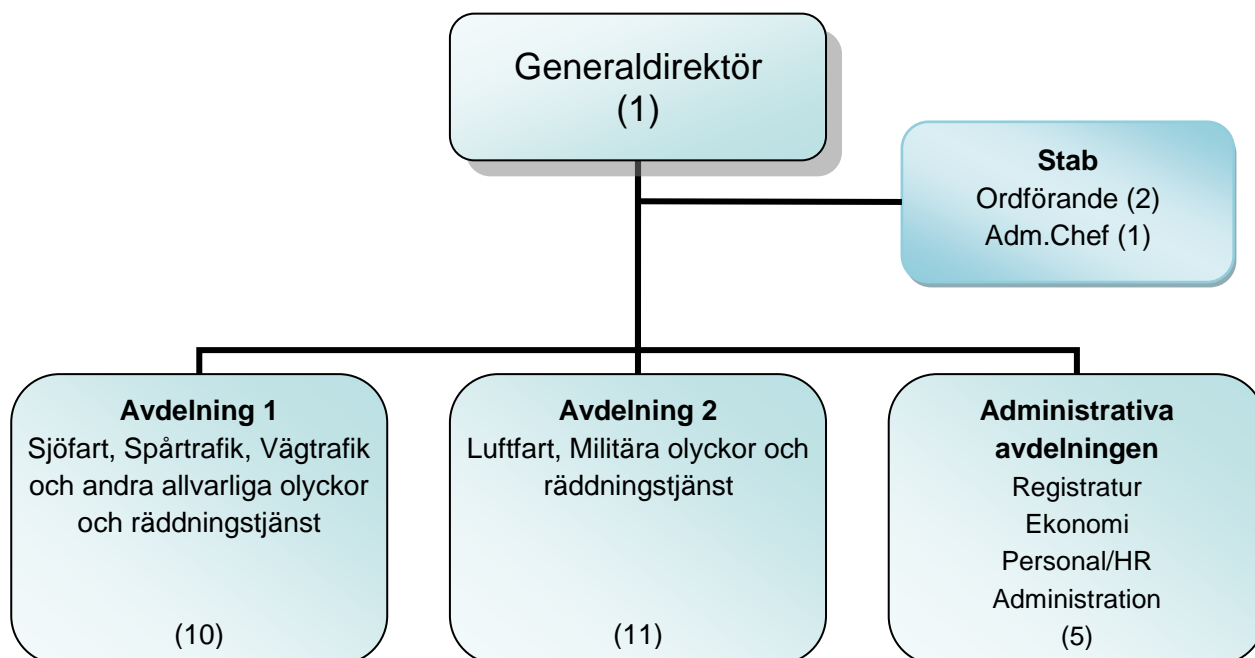 Generaldirektör
(1)
Stab
Ordförande (2)
Adm.Chef (1)
Avdelning 1
Sjöfart, Spårtrafik, Vägtrafik
och andra allvarliga olyckor
och räddningstjänst
(10)
Avdelning 2
Luftfart, Militära olyckor och
räddningstjänst
(11)
Administrativa
avdelningen
Registratur
Ekonomi
Personal/HR
Administration
(5)